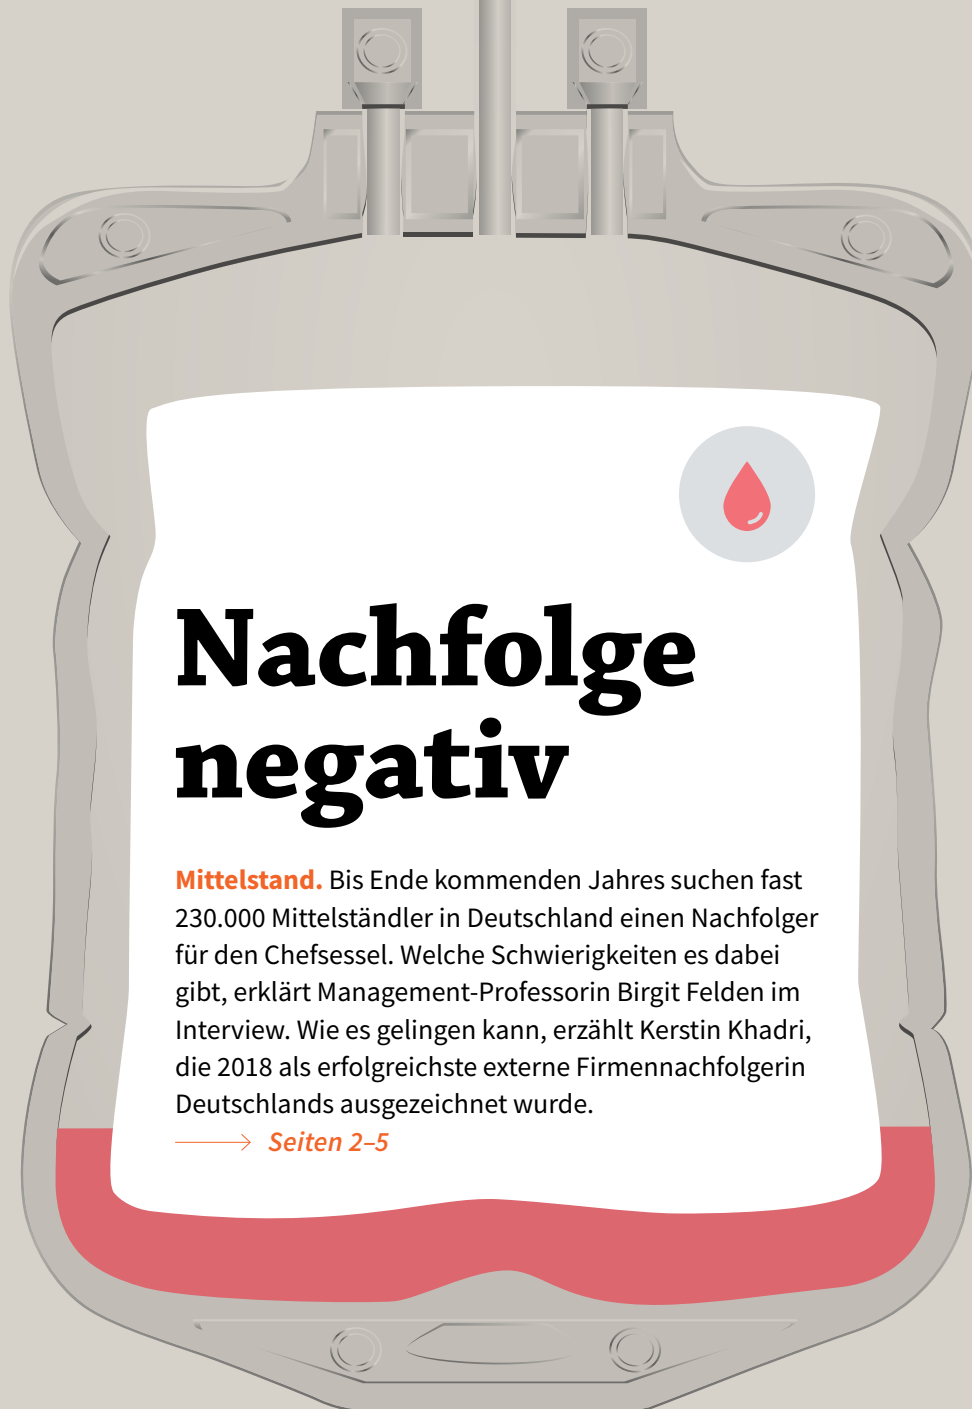 Nachfolge
negativ
Mittelstand. Bis Ende kommenden Jahres suchen fast
230.000 Mittelständler in Deutschland einen Nachfolger
für den Chefsessel. Welche Schwierigkeiten es dabei
gibt, erklärt Management-Professorin Birgit Felden im
Interview. Wie es gelingen kann, erzählt Kerstin Khadri,
die 2018 als erfolgreichste externe Firmennachfolgerin
Deutschlands ausgezeichnet wurde.
Seiten 2–5